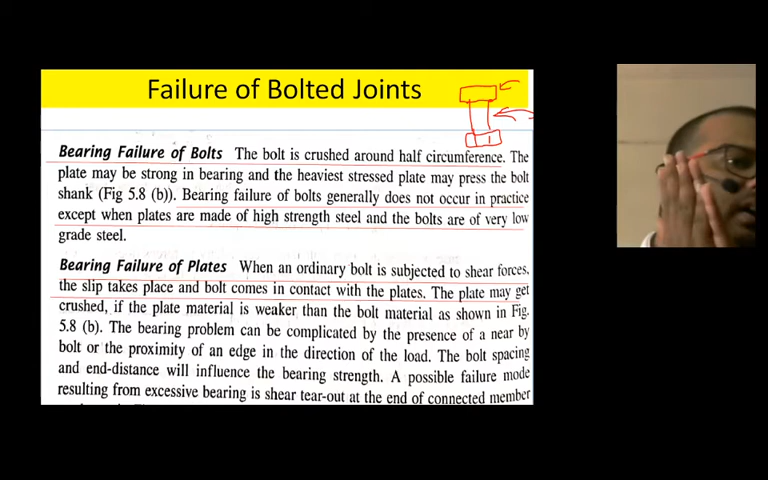 Failure of Bolted Joints
Bearing Failure of Bolts The bolt is crushed around half circumference. The
plate may be strong in bearing and the heaviest stressed plate may press the bolt
shank (Fig 5.8 (b)). Bearing failure of bolts generally does not occur in practice
except when plates are made of high strength steel and the bolts are of very low
grade steel.
Bearing Failure of Plates When an ordinary bolt is subjected to shear forces,
the slip takes place and bolt comes in contact with the plates. The plate may get
crushed, if the plate material is weaker than the bolt material as shown in Fig.
5.8 (b). The bearing problem can be complicated by the presence of a near by
bolt or the proximity of an edge in the direction of the load. The bolt spacing
and end-distance will influence the bearing strength. A possible failure mode
resulting from excessive bearing is shear tear-out at the end of connected member